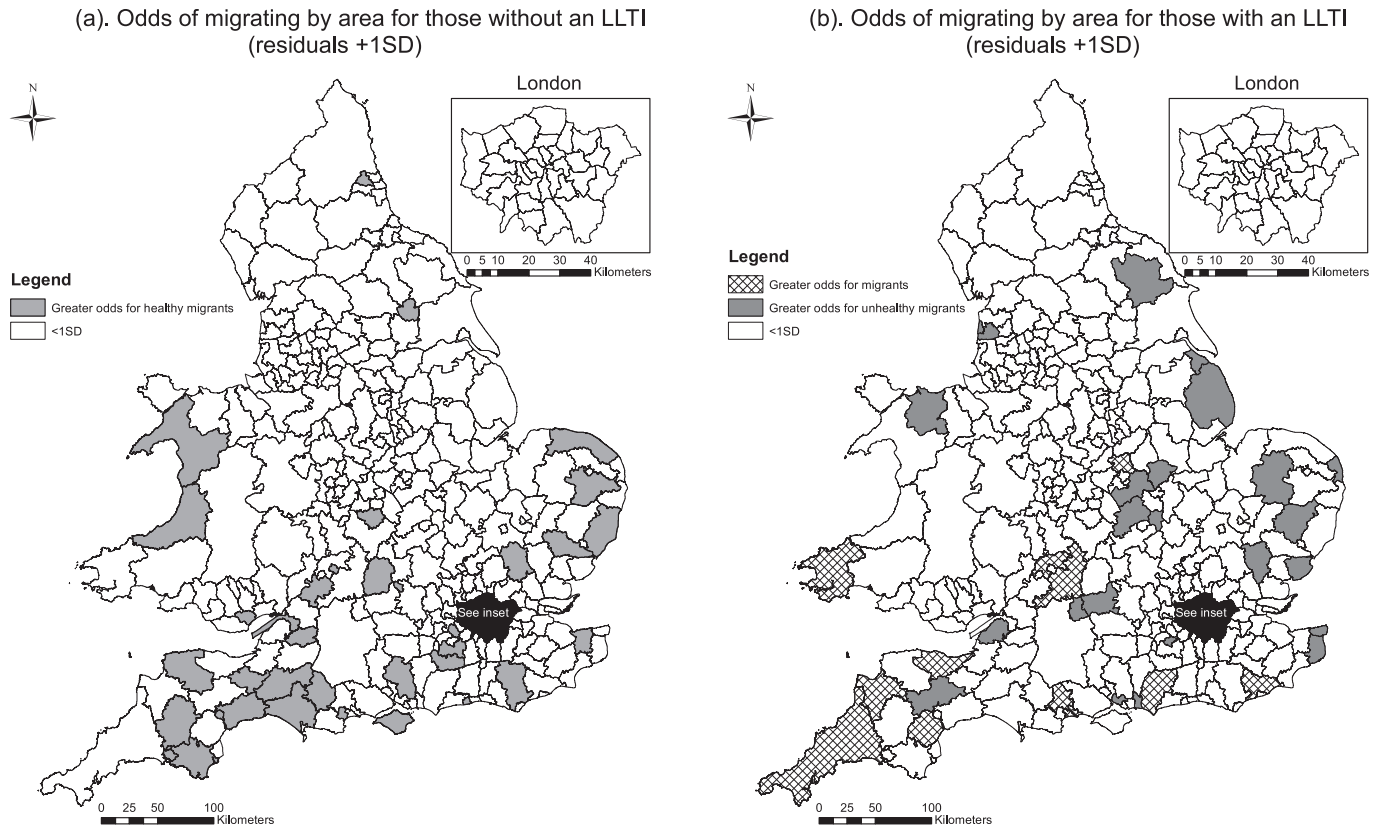 (a). Odds of migrating by area for those without an LLTI
(residuals +1SD)
N
London
0 5 10 20 30 40
Kilometers
Legend
Greater odds for healthy migrants
<1SD
See inset
0 25 50 100
Kilometers
(b). Odds of migrating by area for those with an LLTI
(residuals +1SD)
N
London
0 5 10 20 30 40
Kilometers
Legend
Greater odds for migrants
Greater odds for unhealthy migrants
<1SD
See inset
0 25 50 100
Kilometers